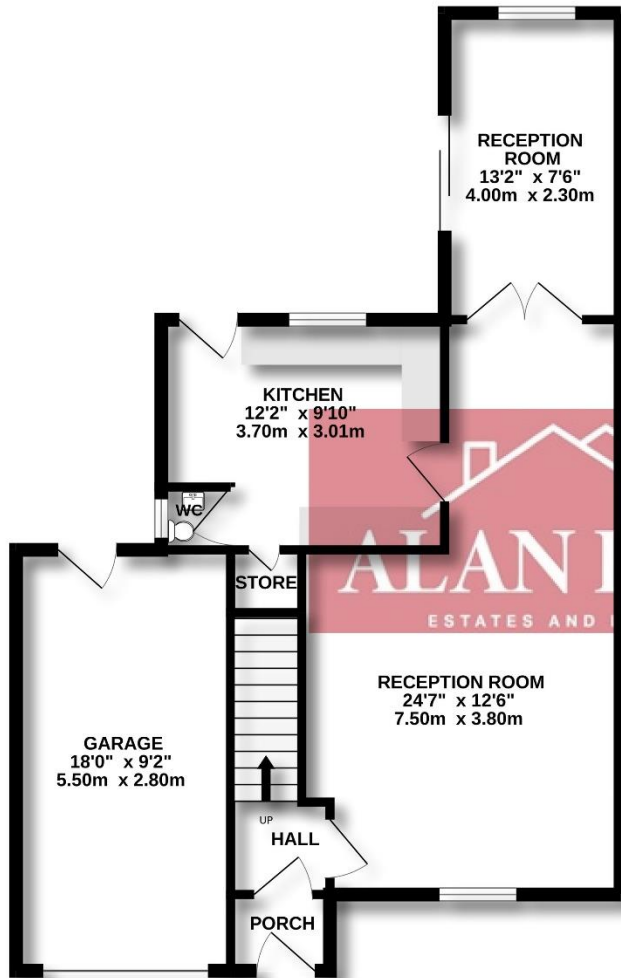 RECEPTION
ROOM
13'2" x 7'6"
4.00m x 2.30m
KITCHEN
12'2" x 9'10"
3.70m x 3.01m
WC
STORE
ALAN
ESTATES AND
RECEPTION ROOM
24'7" x 12'6"
7.50m x 3.80m
GARAGE
18'0" x 9'2"
5.50m x 2.80m
UP
HALL
PORCH